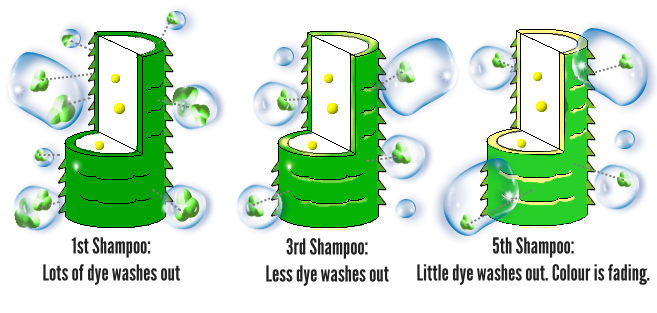 1st Shampoo:
Lots of dye washes out
3rd Shampoo:
Less dye washes out
5th Shampoo:
Little dye washes out. Colour is fading.